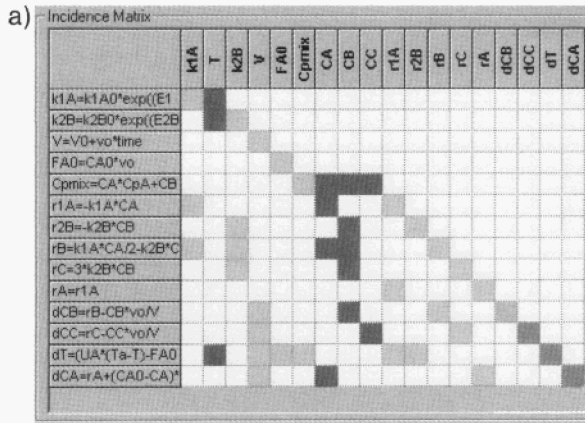 a)
Incidence Matrix
k1A T k2B V FA0 Cpmix CA CB CC r1A r2B rB rC rA dCB dCC dT dCA
k1A=k1A0*exp((E1
k2B=k2B0*exp((E2B
V=V0+vo*time
FA0=CA0*vo
Cpmix=CA*CpA+CB
r1A=-k1A*CA
r2B=-k2B*CB
rB=k1A*CA/2-k2B*C
rC=3*k2B*CB
rA=r1A
dCB=rB-CB*vo/V
dCC=rC-CC*vo/V
dT=(UA*(Ta-T)-FA0
dCA=rA+(CA0-CA)*